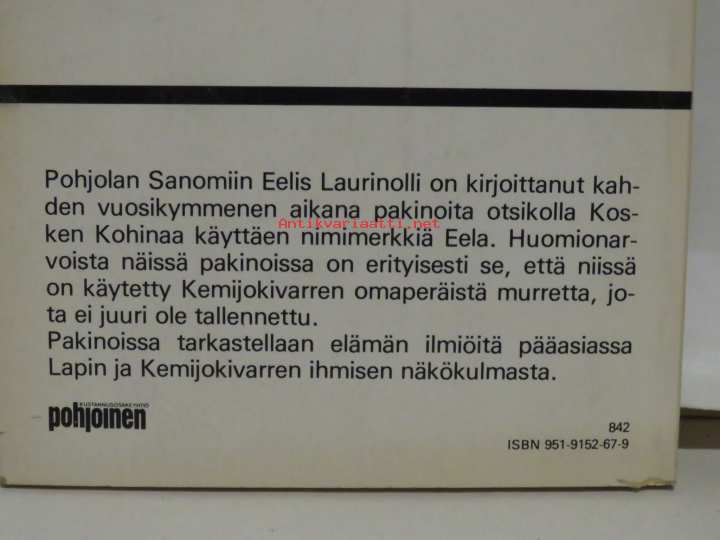 Pohjolan Sanomiin Eelis Laurinolli on kirjoittanut kah-
den vuosikymmenen aikana pakinoita otsikolla Kos-
Antikvariaatti.net
ken Kohinaa käyttäen nimimerkkiä Eela. Huomionar-
voista näissä pakinoissa on erityisesti se, että niissä
on käytetty Kemijokivarren omaperäistä murretta, jo-
ta ei juuri ole tallennettu.
Pakinoissa tarkastellaan elämän ilmiöitä pääasiassa
Lapin ja Kemijokivarren ihmisen näkökulmasta.
KUSTANNUSOSAKEYHTIÖ
pohjoinen
842
ISBN 951-9152-67-9